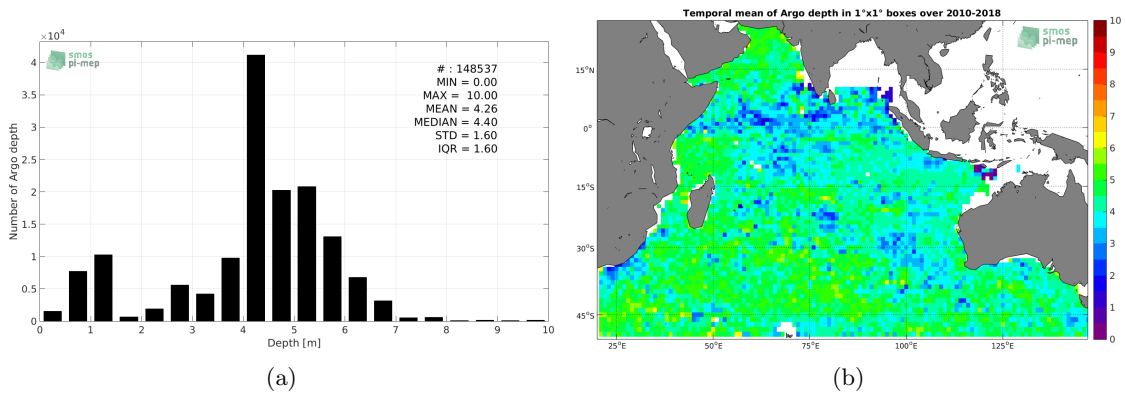 ×10⁴
smos
pi-mep
# : 148537
MIN = 0.00
MAX = 10.00
MEAN = 4.26
MEDIAN = 4.40
STD = 1.60
IQR = 1.60
Number of Argo depth
4
3.5
3
2.5
2
1.5
1
0.5
0
0 1 2 3 4 5 6 7 8 9 10
Depth [m]
(a)
Temporal mean of Argo depth in 1°x1° boxes over 2010-2018
smos
pi-mep
15°N
0°
15°S
30°S
45°S
25°E 50°E 75°E 100°E 125°E
10
9
8
7
6
5
4
3
2
1
0
(b)